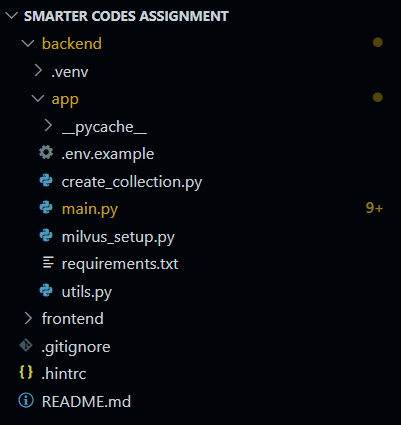 SMARTER CODES ASSIGNMENT
backend
.venv
app
__pycache__
.env.example
create_collection.py
main.py 9+
milvus_setup.py
requirements.txt
utils.py
frontend
.gitignore
{} .hintrc
README.md